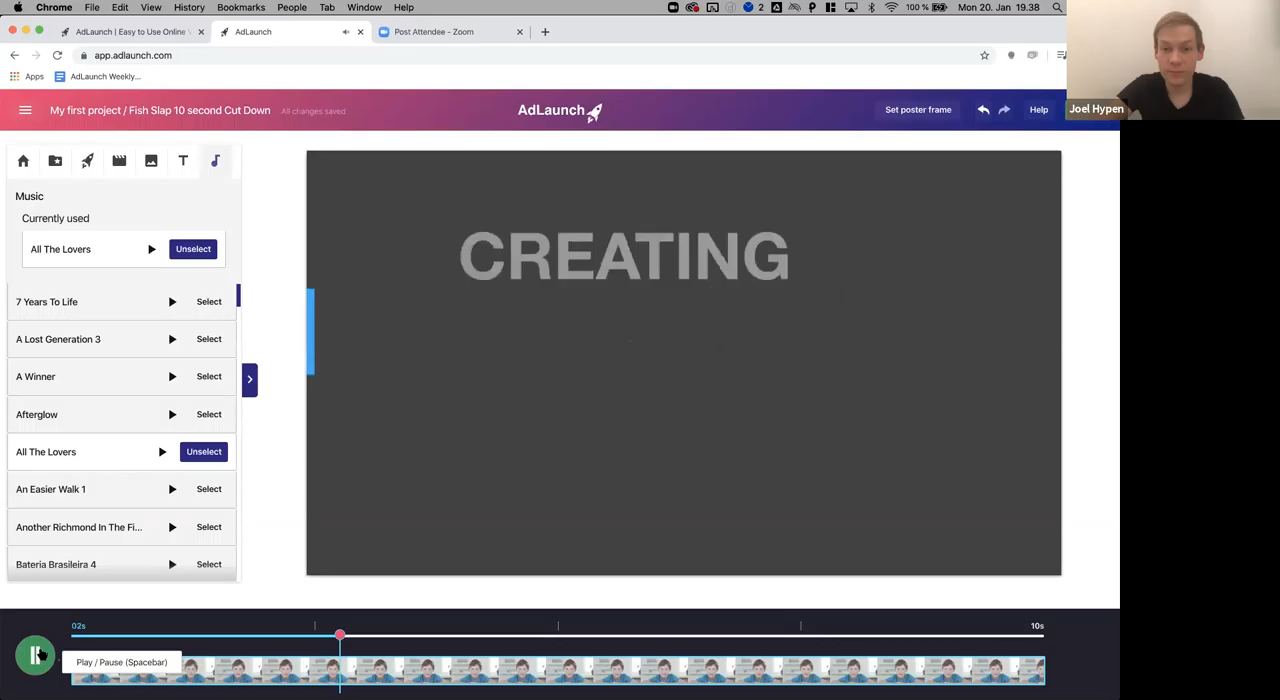 Chrome File Edit View History Bookmarks People Tab Window Help
2
100 %
Mon 20. Jan 19.38
AdLaunch | Easy to Use Online
AdLaunch
Post Attendee - Zoom
app.adlaunch.com
Apps
AdLaunch Weekly...
My first project / Fish Slap 10 second Cut Down
All changes saved
AdLaunch
Set poster frame
Help
Joel Hypen
T
Music
Currently used
All The Lovers
Unselect
7 Years To Life
Select
A Lost Generation 3
Select
A Winner
Select
Afterglow
Select
All The Lovers
Unselect
An Easier Walk 1
Select
Another Richmond In The Fi...
Select
Bateria Brasileira 4
Select
CREATING
02s
10s
Play / Pause (Spacebar)